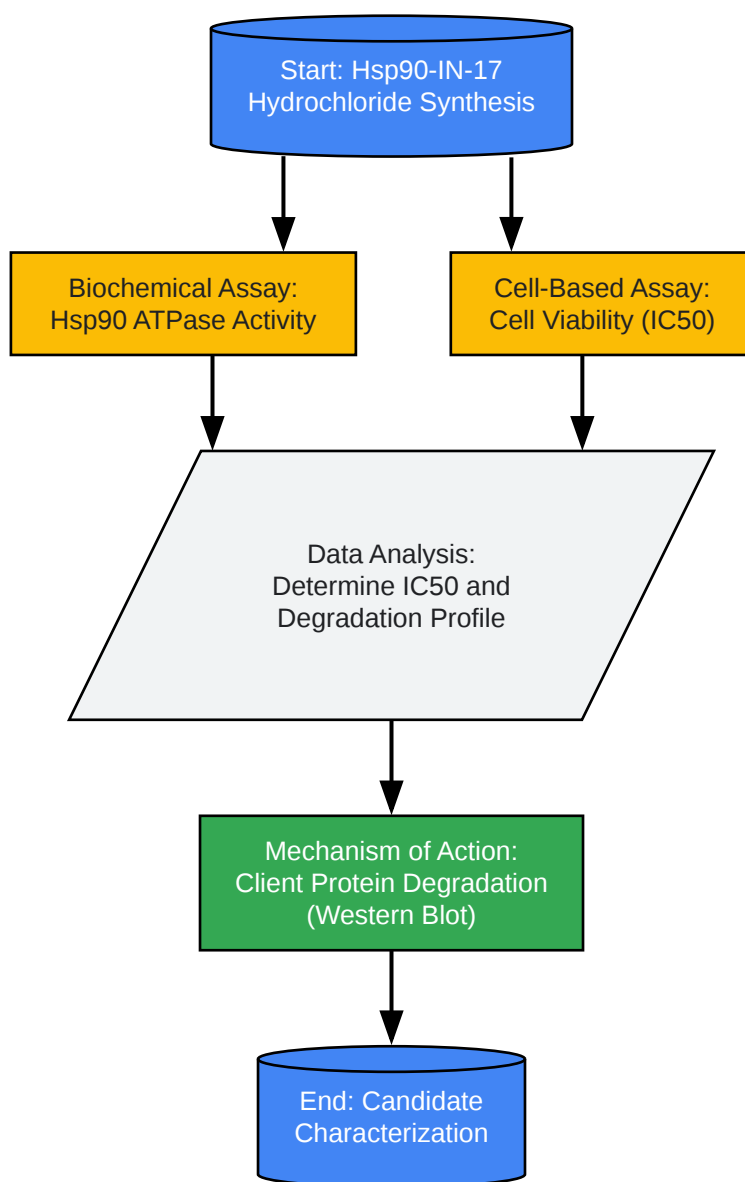 Start: Hsp90-IN-17
Hydrochloride Synthesis
Biochemical Assay:
Hsp90 ATPase Activity
Cell-Based Assay:
Cell Viability (IC50)
Data Analysis:
Determine IC50 and
Degradation Profile
Mechanism of Action:
Client Protein Degradation
(Western Blot)
End: Candidate
Characterization